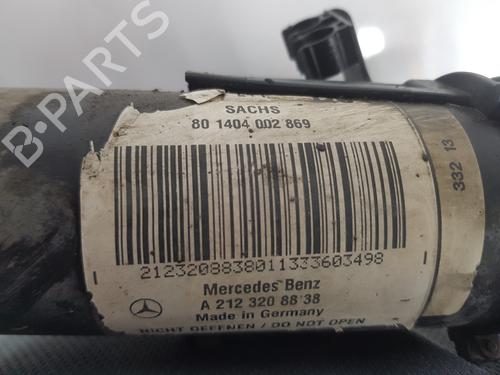 B-PARTS
SACHS
80 1404 002 869
332 13
2123208838011333603498
Mercedes Benz
A 212 320 88 38
Made in Germany
NICHT OEFFNEN / DO NOT OPEN